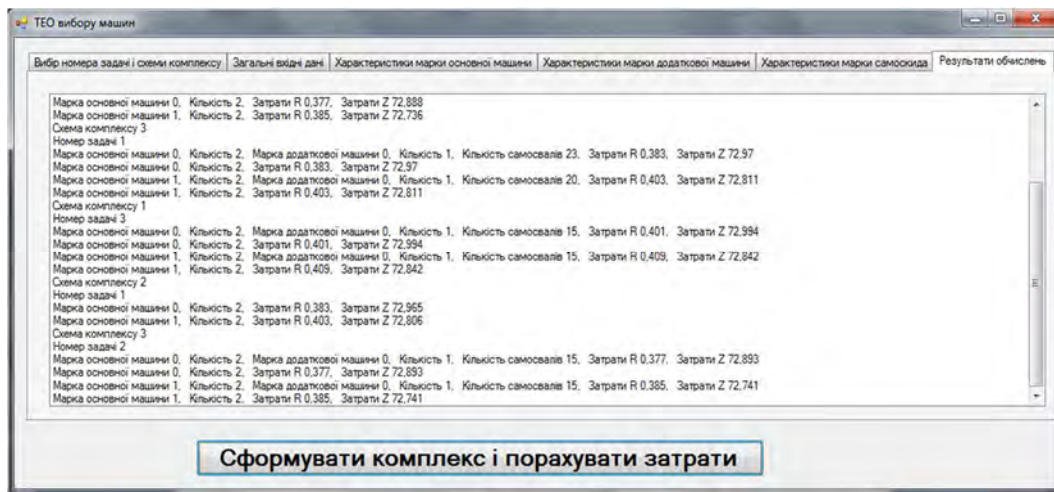 ТЕО вибору машин
Вибір номера задачі і схеми комплексу Загальні вхідні дані Характеристики марки основної машини Характеристики марки додаткової машини Характеристики марки самоскида Результати обчислень
Марка основної машини 0, Кількість 2, Затрати R 0,377, Затрати Z 72,888
Марка основної машини 1, Кількість 2, Затрати R 0,385, Затрати Z 72,736
Схема комплексу 3
Номер задачі 1
Марка основної машини 0, Кількість 2, Марка додаткової машини 0, Кількість 1, Кількість самосвалів 23, Затрати R 0,383, Затрати Z 72,97
Марка основної машини 0, Кількість 2, Затрати R 0,383, Затрати Z 72,97
Марка основної машини 1, Кількість 2, Марка додаткової машини 0, Кількість 1, Кількість самосвалів 20, Затрати R 0,403, Затрати Z 72,811
Марка основної машини 1, Кількість 2, Затрати R 0,403, Затрати Z 72,811
Схема комплексу 1
Номер задачі 3
Марка основної машини 0, Кількість 2, Марка додаткової машини 0, Кількість 1, Кількість самосвалів 15, Затрати R 0,401, Затрати Z 72,994
Марка основної машини 0, Кількість 2, Затрати R 0,401, Затрати Z 72,994
Марка основної машини 1, Кількість 2, Марка додаткової машини 0, Кількість 1, Кількість самосвалів 15, Затрати R 0,409, Затрати Z 72,842
Марка основної машини 1, Кількість 2, Затрати R 0,409, Затрати Z 72,842
Схема комплексу 2
Номер задачі 1
Марка основної машини 0, Кількість 2, Затрати R 0,383, Затрати Z 72,965
Марка основної машини 1, Кількість 2, Затрати R 0,403, Затрати Z 72,806
Схема комплексу 3
Номер задачі 2
Марка основної машини 0, Кількість 2, Марка додаткової машини 0, Кількість 1, Кількість самосвалів 15, Затрати R 0,377, Затрати Z 72,893
Марка основної машини 0, Кількість 2, Затрати R 0,377, Затрати Z 72,893
Марка основної машини 1, Кількість 2, Марка додаткової машини 0, Кількість 1, Кількість самосвалів 15, Затрати R 0,385, Затрати Z 72,741
Марка основної машини 1, Кількість 2, Затрати R 0,385, Затрати Z 72,741
Сформувати комплекс і порахувати затрати